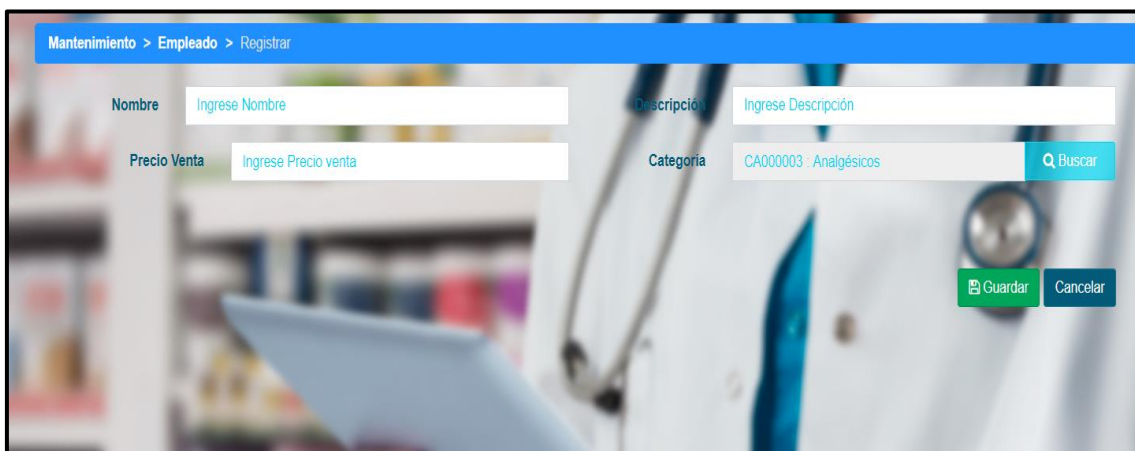 Mantenimiento > Empleado > Registrar
Nombre Ingrese Nombre Descripción Ingrese Descripción
Precio Venta Ingrese Precio venta Categoría CA000003 : Analgésicos Buscar
Guardar Cancelar